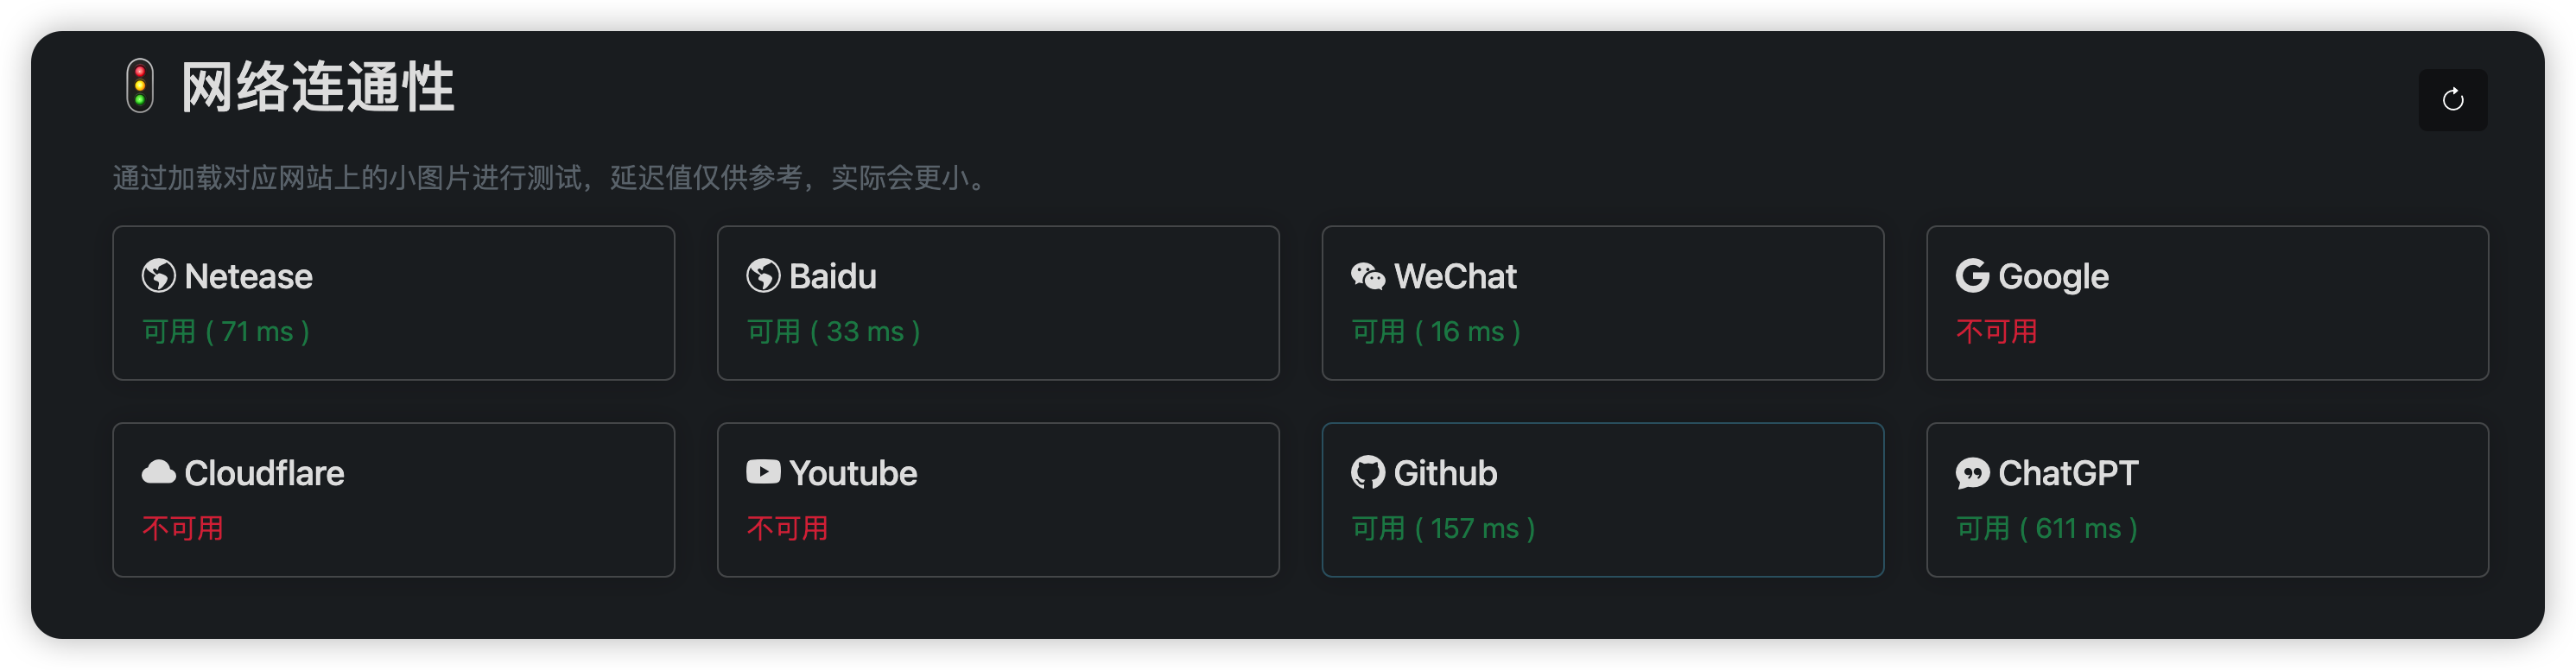 网络连通性
通过加载对应网站上的小图片进行测试，延迟值仅供参考，实际会更小。
Netease
可用 ( 71 ms )
Baidu
可用 ( 33 ms )
WeChat
可用 ( 16 ms )
Google
不可用
Cloudflare
不可用
Youtube
不可用
Github
可用 ( 157 ms )
ChatGPT
可用 ( 611 ms )